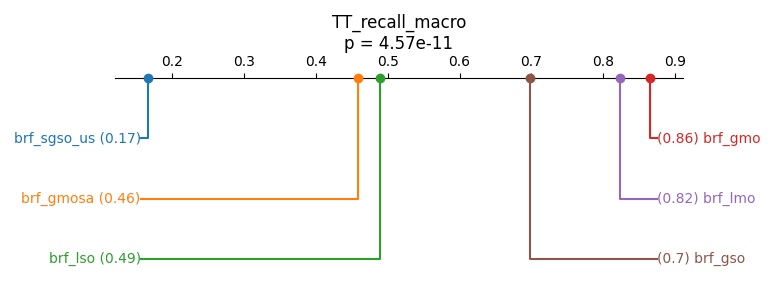 TT_recall_macro
p = 4.57e-11
0.2 0.3 0.4 0.5 0.6 0.7 0.8 0.9
brf_sgso_us (0.17)
(0.86) brf_gmo
brf_gmosa (0.46)
(0.82) brf_lmo
brf_lso (0.49)
(0.7) brf_gso